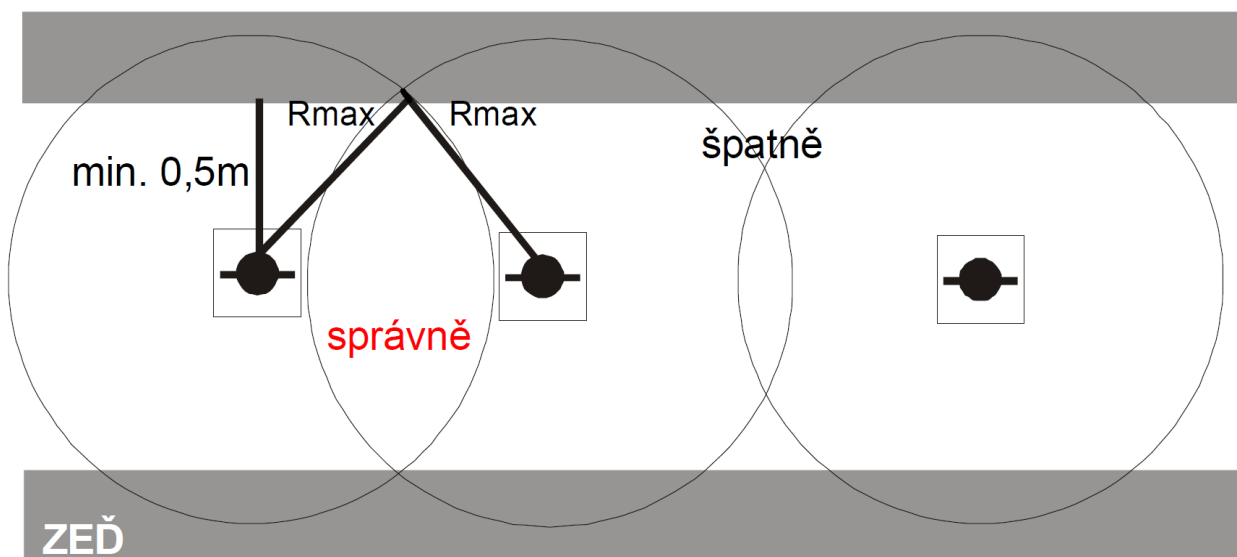 Rmax
Rmax
špatně
min. 0,5m
správně
ZEĎ